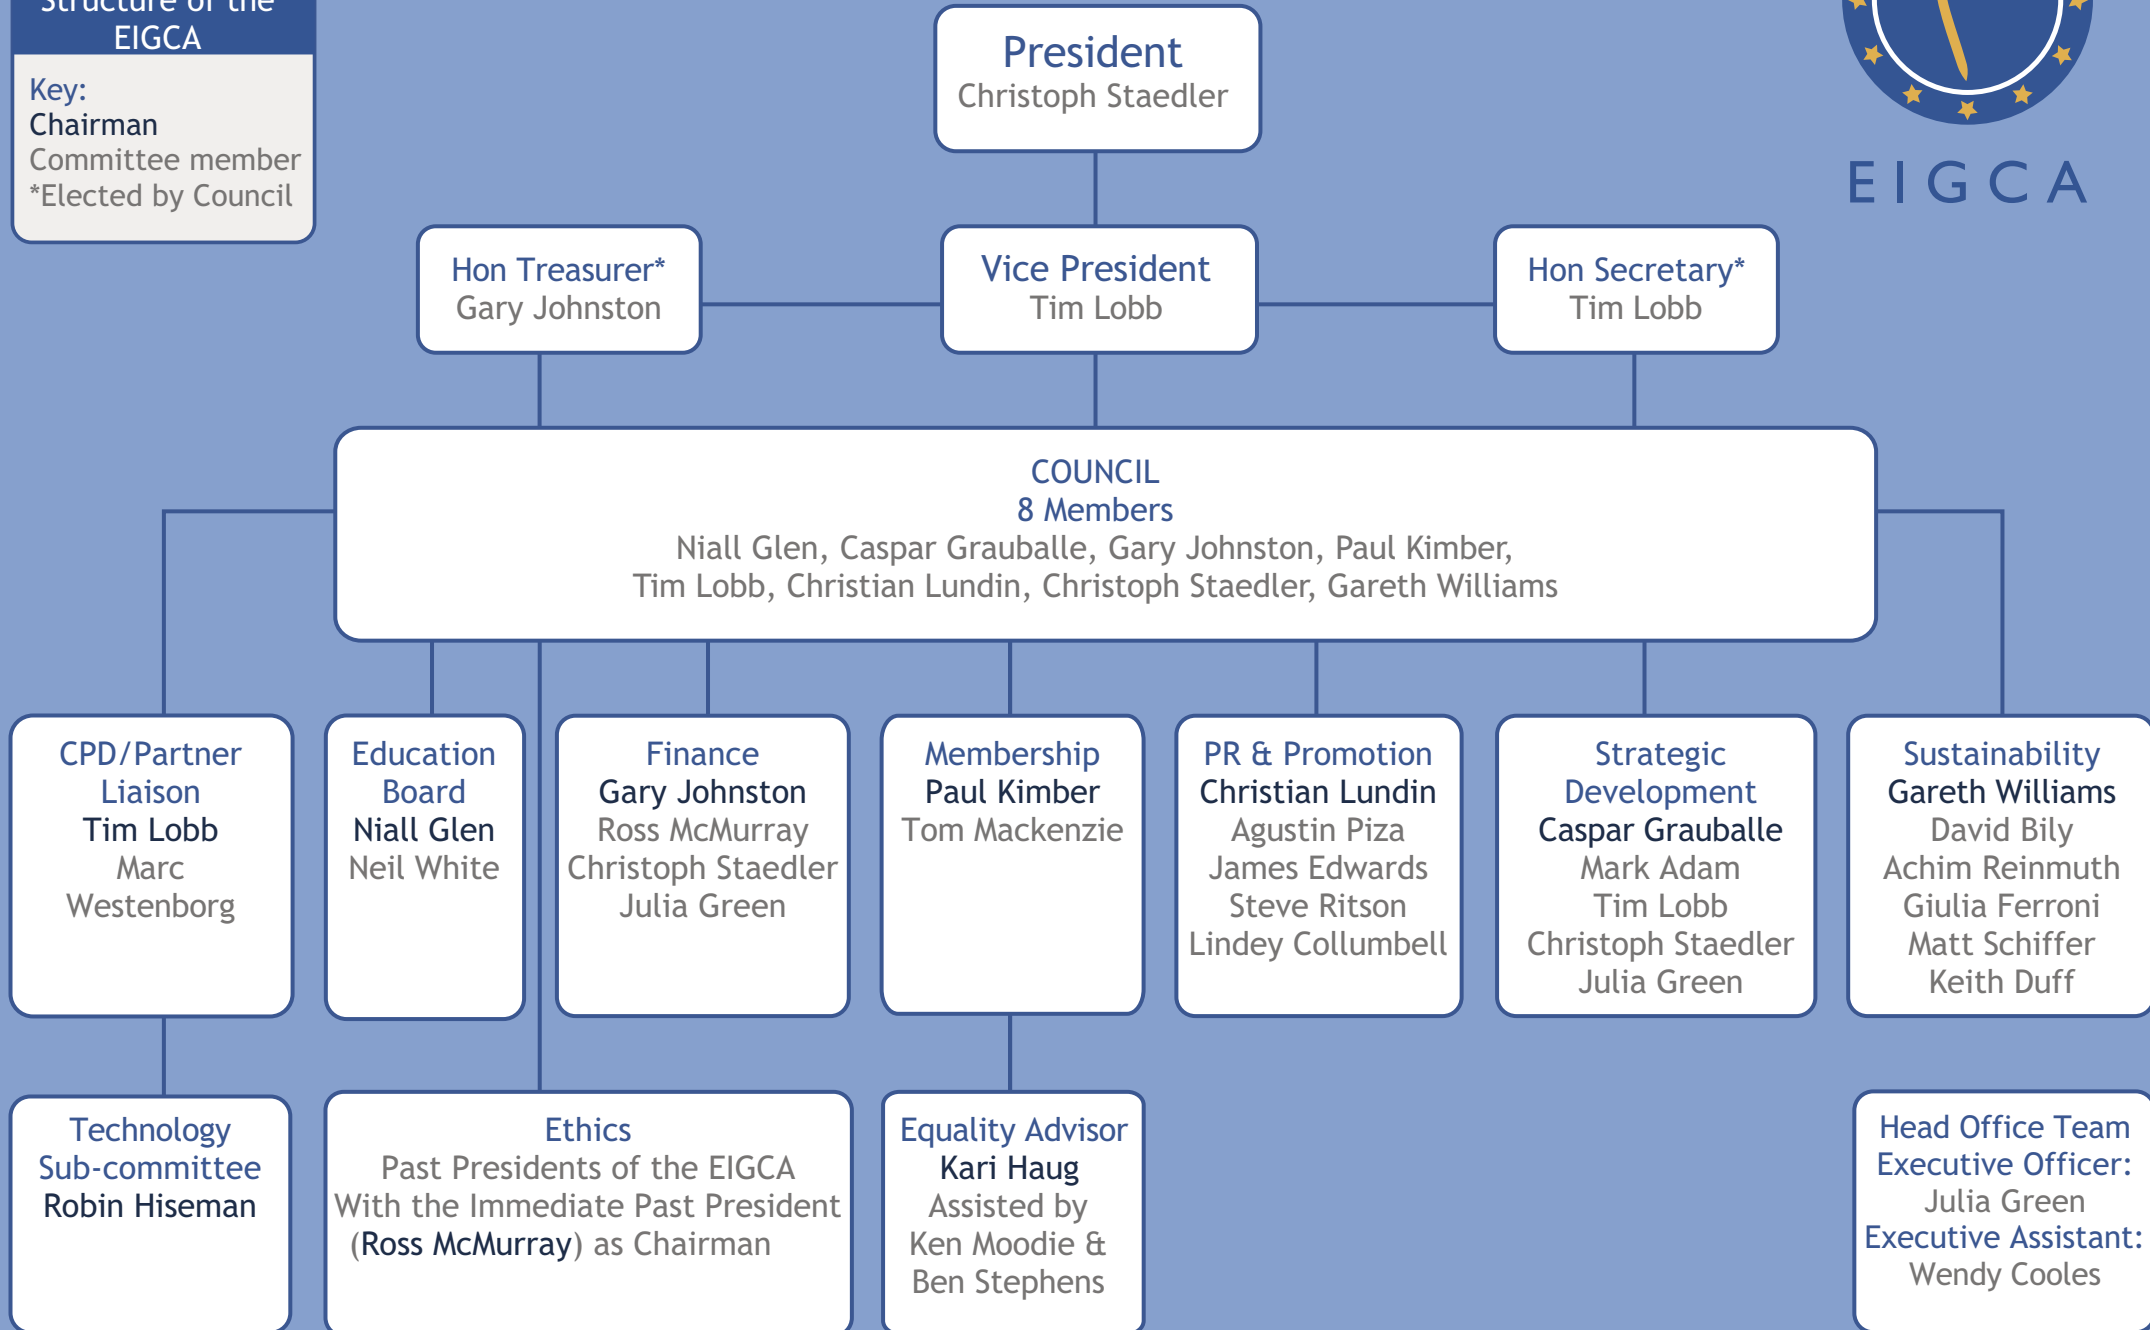 Structure of the
EIGCA
Key:
Chairman
Committee member
*Elected by Council
President
Christoph Staedler
EIGCA
Hon Treasurer*
Gary Johnston
Vice President
Tim Lobb
Hon Secretary*
Tim Lobb
COUNCIL
8 Members
Niall Glen, Caspar Grauballe, Gary Johnston, Paul Kimber,
Tim Lobb, Christian Lundin, Christoph Staedler, Gareth Williams
CPD/Partner
Liaison
Tim Lobb
Marc
Westenborg
Education
Board
Niall Glen
Neil White
Finance
Gary Johnston
Ross McMurray
Christoph Staedler
Julia Green
Membership
Paul Kimber
Tom Mackenzie
PR & Promotion
Christian Lundin
Agustin Piza
James Edwards
Steve Ritson
Lindey Collumbell
Strategic
Development
Caspar Grauballe
Mark Adam
Tim Lobb
Christoph Staedler
Julia Green
Sustainability
Gareth Williams
David Bily
Achim Reinmuth
Giulia Ferroni
Matt Schiffer
Keith Duff
Technology
Sub-committee
Robin Hiseman
Ethics
Past Presidents of the EIGCA
With the Immediate Past President
(Ross McMurray) as Chairman
Equality Advisor
Kari Haug
Assisted by
Ken Moodie &
Ben Stephens
Head Office Team
Executive Officer:
Julia Green
Executive Assistant:
Wendy Cooles